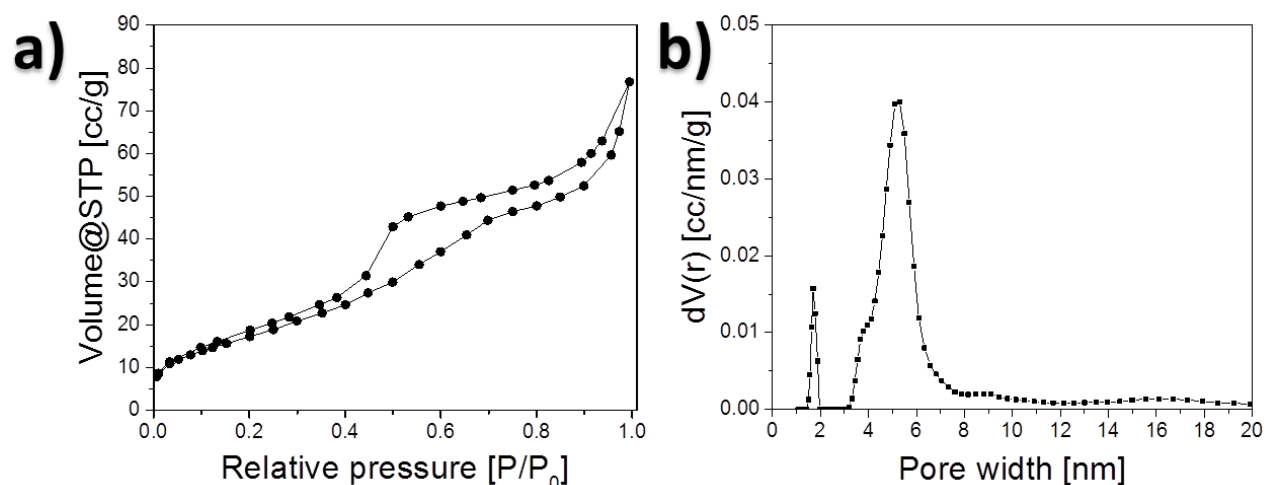 a)
Volume@STP [cc/g]
90
80
70
60
50
40
30
20
10
0
0.0 0.2 0.4 0.6 0.8 1.0
Relative pressure [P/P₀]
b)
dV(r) [cc/nm/g]
0.05
0.04
0.03
0.02
0.01
0.00
0 2 4 6 8 10 12 14 16 18 20
Pore width [nm]